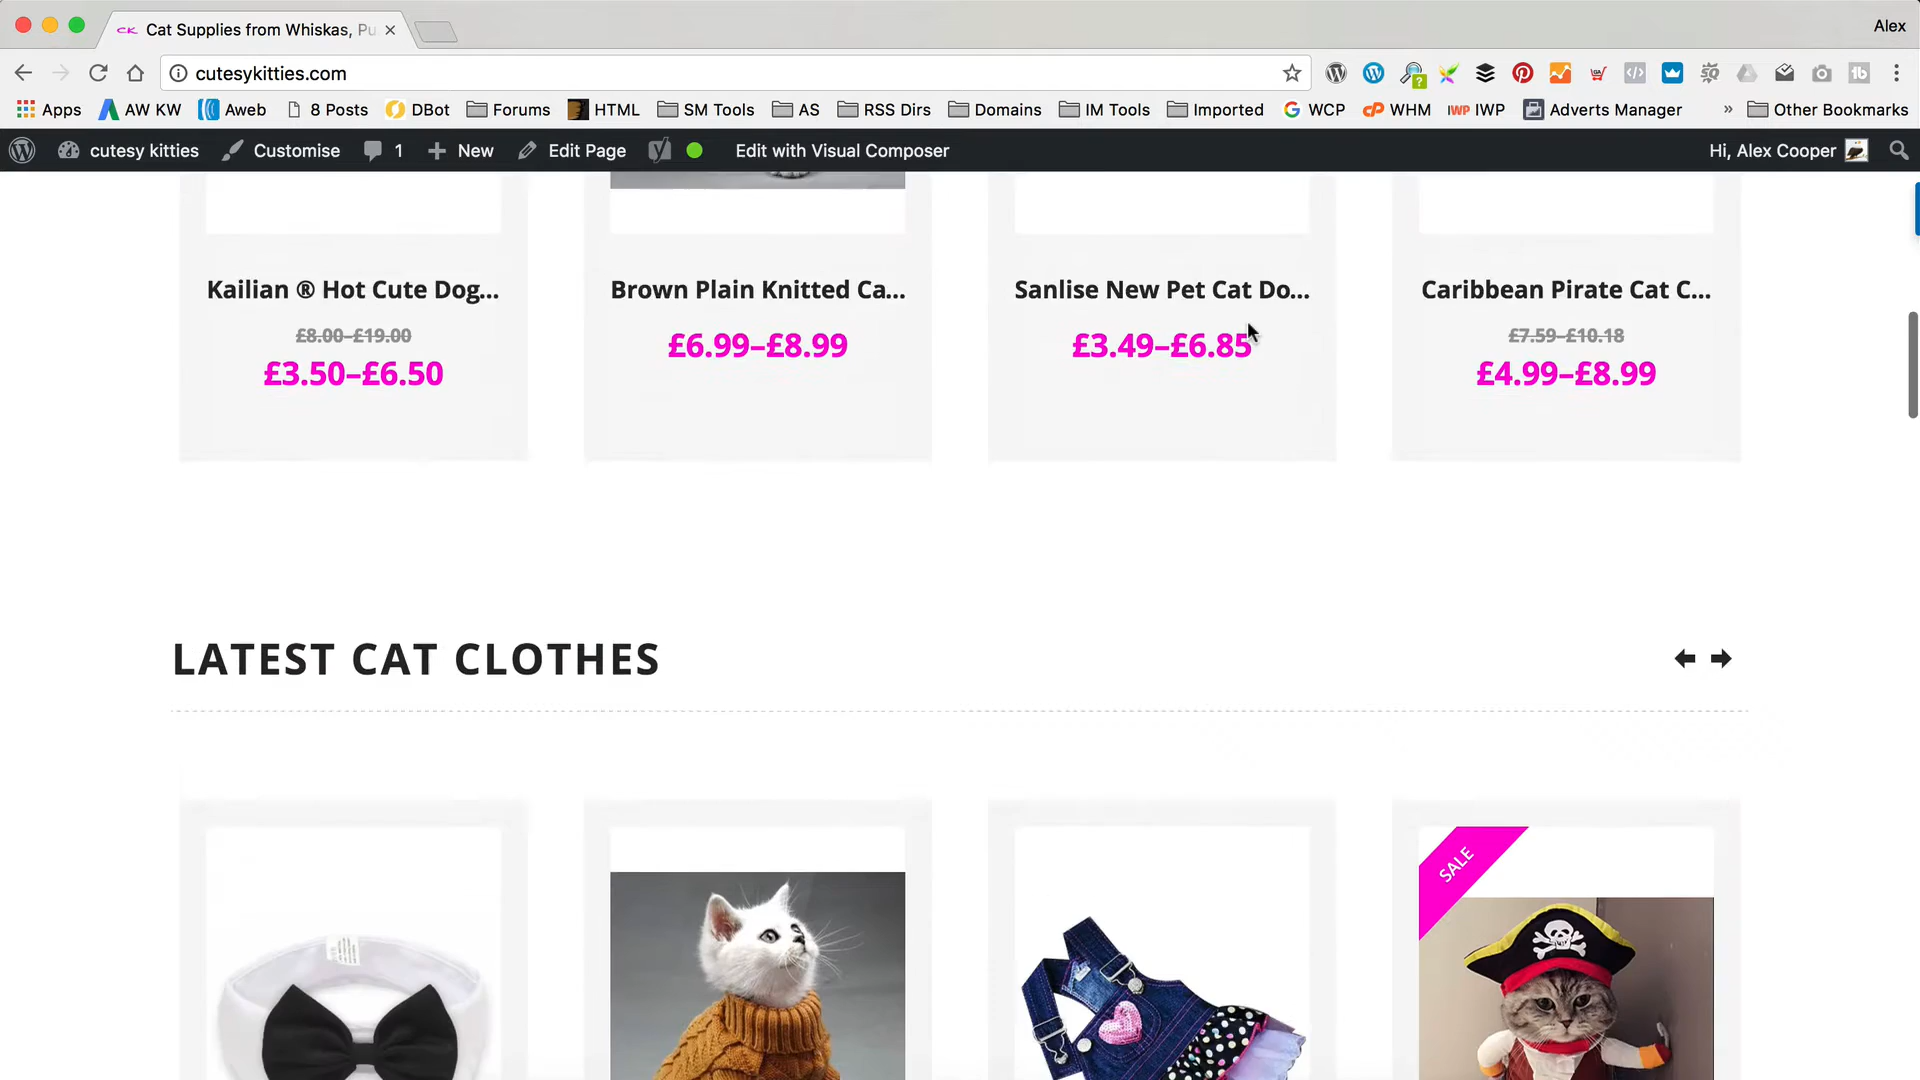 Alex
CK Cat Supplies from Whiskas, Pu
cutesykitties.com
Apps AW KW Aweb 8 Posts DBot Forums HTML SM Tools AS RSS Dirs Domains IM Tools Imported WCP WHM IWP IWP Adverts Manager » Other Bookmarks
cutesy kitties Customise 1 New Edit Page Edit with Visual Composer Hi, Alex Cooper
Kailian ® Hot Cute Dog... Brown Plain Knitted Ca... Sanlise New Pet Cat Do... Caribbean Pirate Cat C...
£8.00–£19.00 £7.59–£10.18
£6.99–£8.99 £3.49–£6.85
£3.50–£6.50 £4.99–£8.99
LATEST CAT CLOTHES
SALE